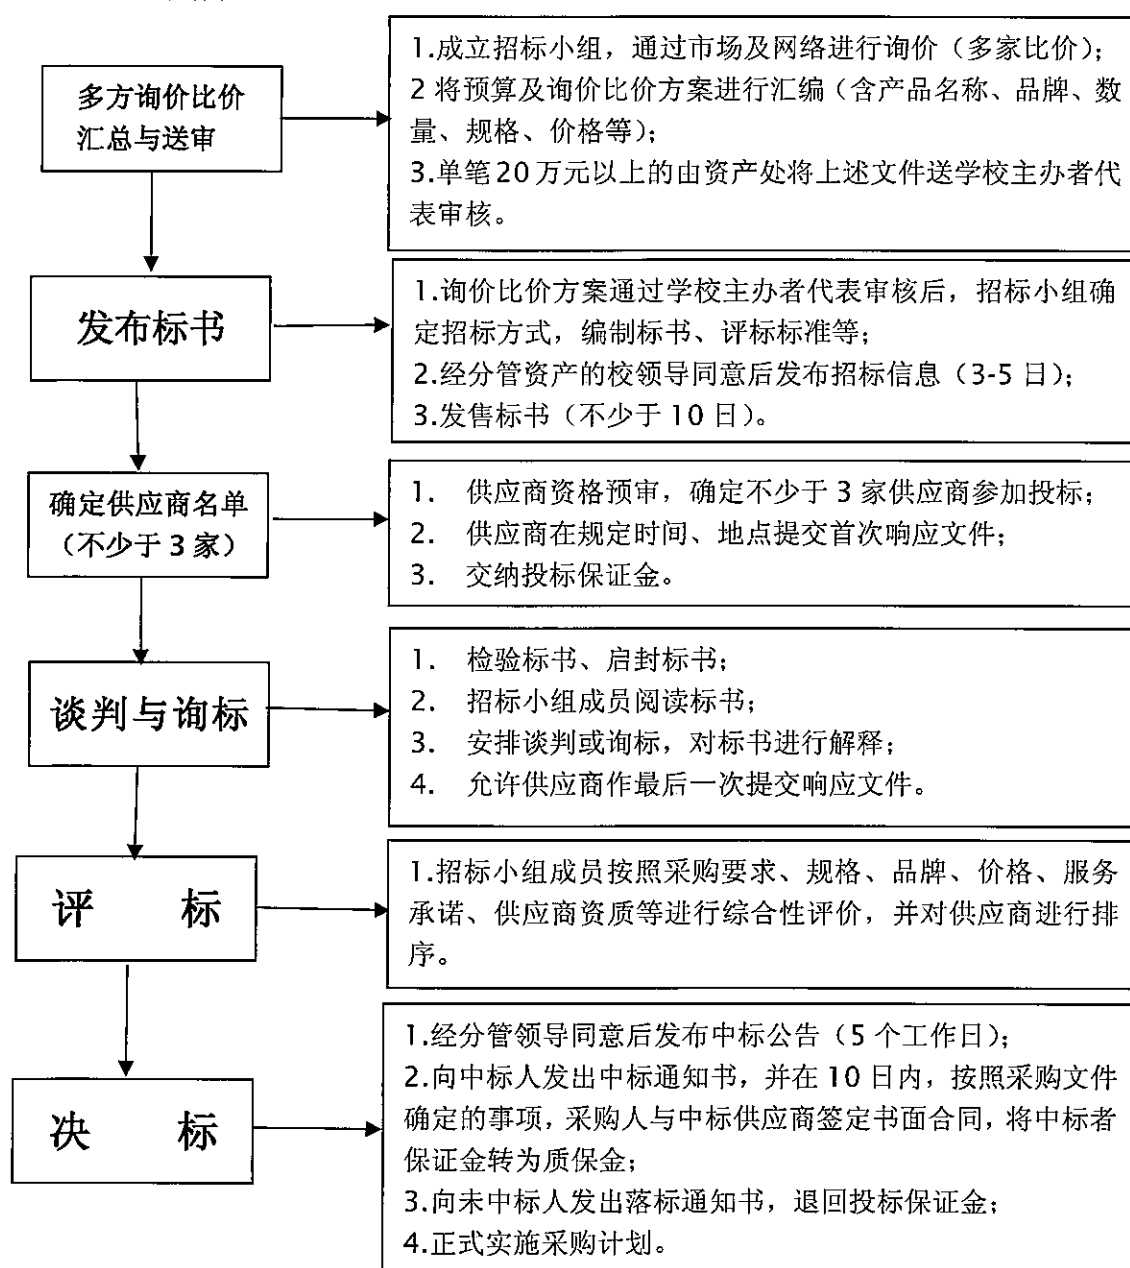 多方询价比价
汇总与送审
1.成立招标小组，通过市场及网络进行询价（多家比价）；
2 将预算及询价比价方案进行汇编（含产品名称、品牌、数
量、规格、价格等）；
3.单笔20万元以上的由资产处将上述文件送学校主办者代
表审核。
发布标书
1.询价比价方案通过学校主办者代表审核后，招标小组确
定招标方式，编制标书、评标标准等；
2.经分管资产的校领导同意后发布招标信息（3-5 日）；
3.发售标书（不少于 10 日）。
确定供应商名单
（不少于 3 家）
1. 供应商资格预审，确定不少于 3 家供应商参加投标；
2. 供应商在规定时间、地点提交首次响应文件；
3. 交纳投标保证金。
谈判与询标
1. 检验标书、启封标书；
2. 招标小组成员阅读标书；
3. 安排谈判或询标，对标书进行解释；
4. 允许供应商作最后一次提交响应文件。
评 标
1.招标小组成员按照采购要求、规格、品牌、价格、服务
承诺、供应商资质等进行综合性评价，并对供应商进行排
序。
决 标
1.经分管领导同意后发布中标公告（5 个工作日）；
2.向中标人发出中标通知书，并在 10 日内，按照采购文件
确定的事项，采购人与中标供应商签定书面合同，将中标者
保证金转为质保金；
3.向未中标人发出落标通知书，退回投标保证金；
4.正式实施采购计划。